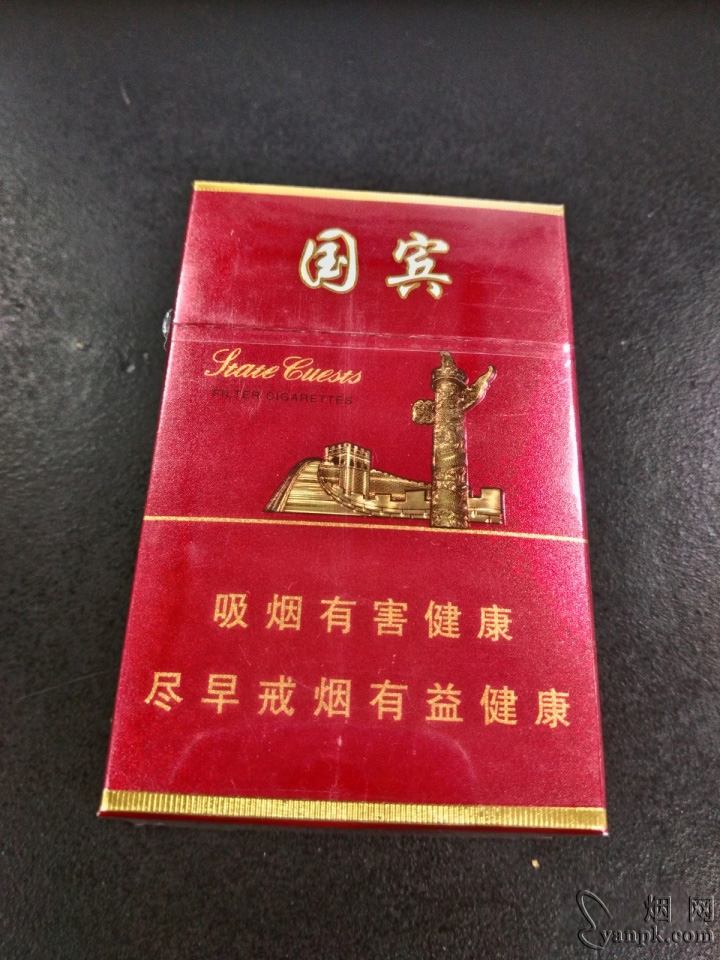 国宾
State Guests
FILTER CIGARETTES
吸烟有害健康
尽早戒烟有益健康
烟网
yanpk.com